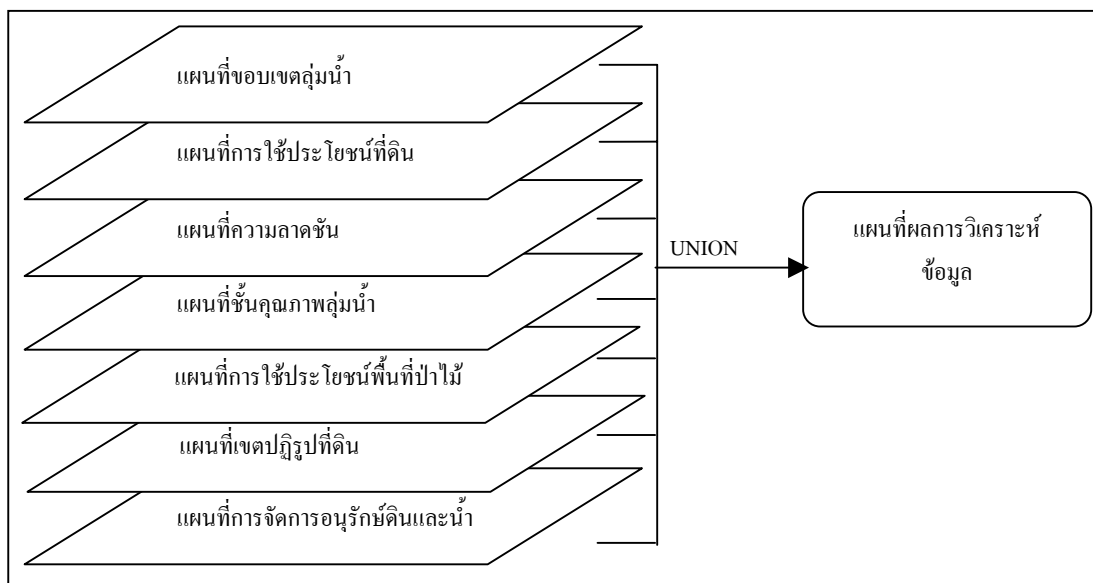 แผนที่ขอบเขตลุ่มน้ำ
แผนที่การใช้ประโยชน์ที่ดิน
แผนที่ความลาดชัน
แผนที่ชั้นคุณภาพลุ่มน้ำ
แผนที่การใช้ประโยชน์พื้นที่ป่าไม้
แผนที่เขตปฏิรูปที่ดิน
แผนที่การจัดการอนุรักษ์ดินและน้ำ
UNION
แผนที่ผลการวิเคราะห์
ข้อมูล